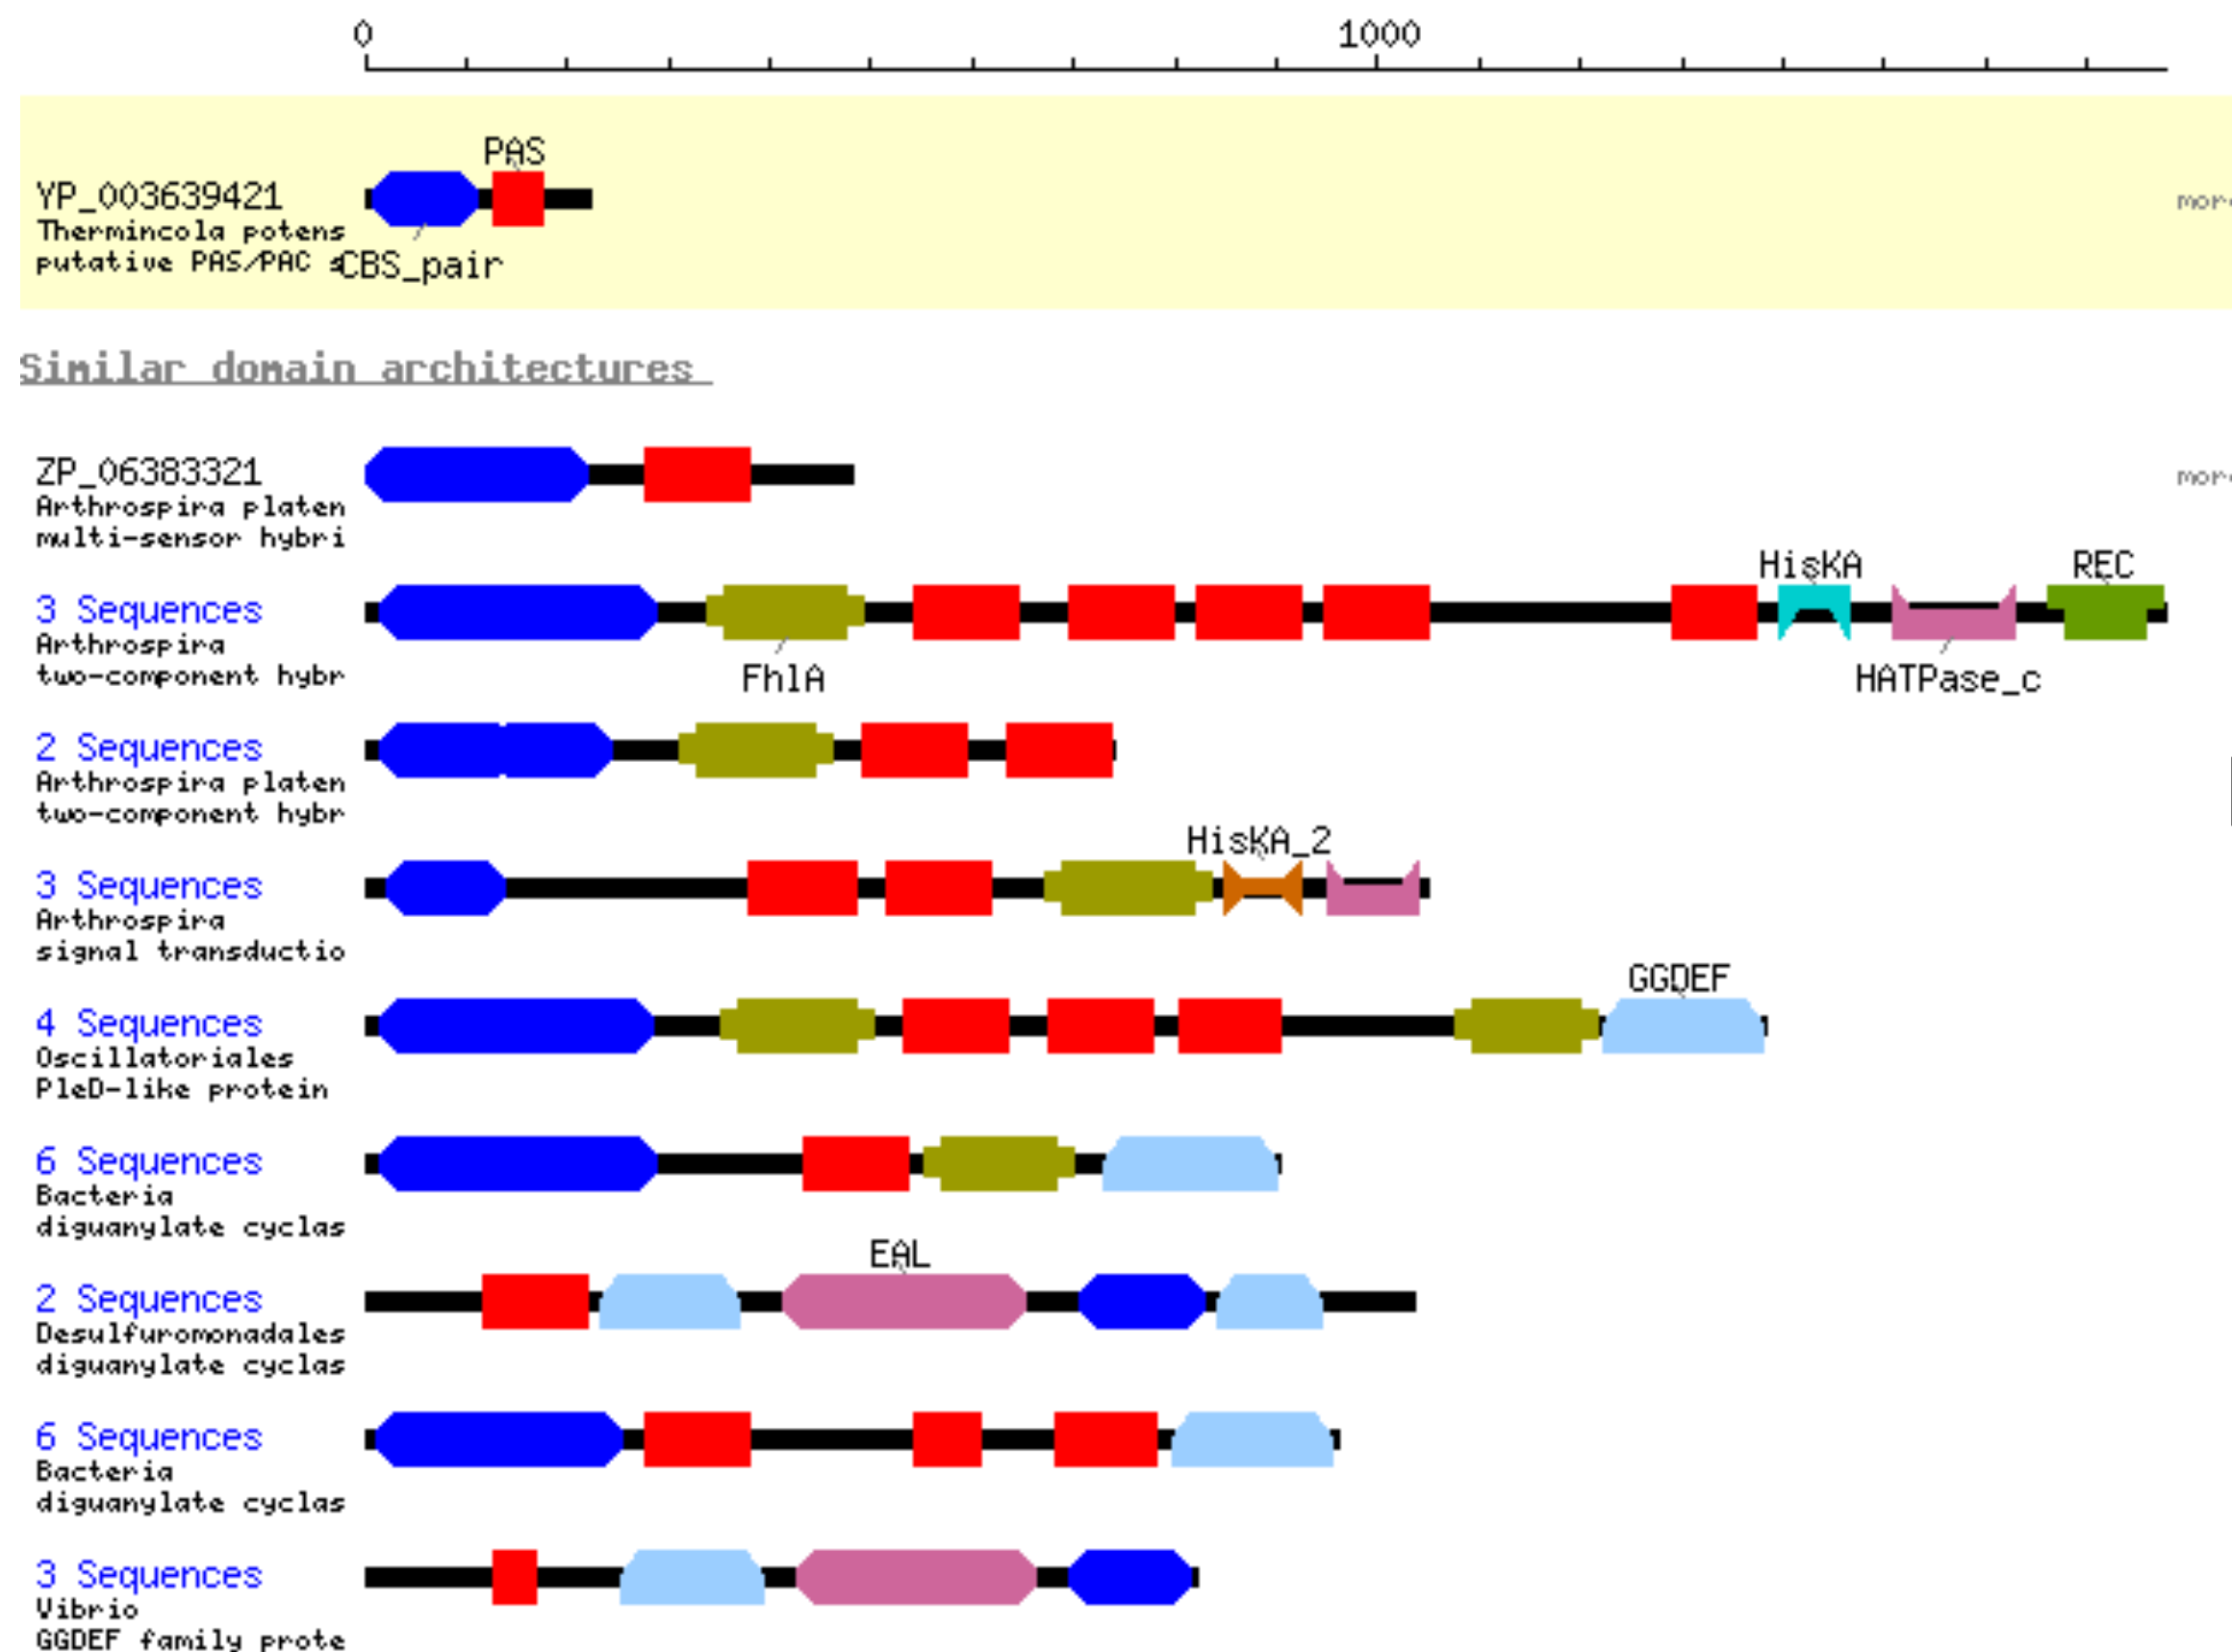 0 1000
PAS
YP_003639421
Thermincola potens
putative PAS/PAC s
CBS_pair
Similar domain architectures
ZP_06383321
Arthrospira platen
multi-sensor hybri
HisKA REC
3 Sequences
Arthrospira
two-component hybr
FhlA HATPase_c
2 Sequences
Arthrospira platen
two-component hybr
HisKA_2
3 Sequences
Arthrospira
signal transductio
GGDEF
4 Sequences
Oscillatoriales
PleD-like protein
6 Sequences
Bacteria
diguanylate cyclas
EAL
2 Sequences
Desulfuromonadales
diguanylate cyclas
6 Sequences
Bacteria
diguanylate cyclas
3 Sequences
Vibrio
GGDEF family prote